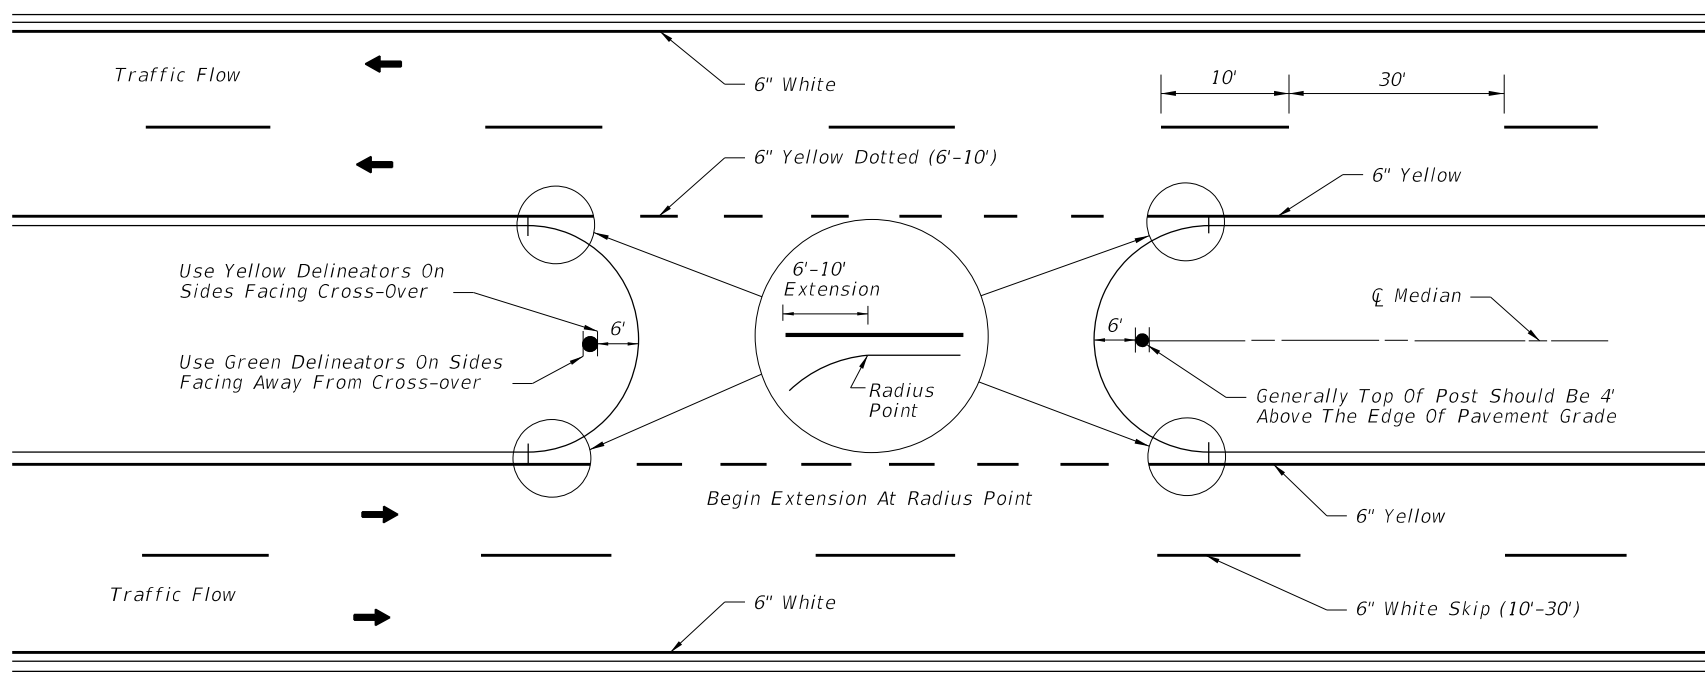 Traffic Flow
6" White
10'
30'
6" Yellow Dotted (6'-10')
6" Yellow
Use Yellow Delineators On
Sides Facing Cross-Over
6'
Use Green Delineators On Sides
Facing Away From Cross-over
6'-10'
Extension
Radius
Point
6'
℄ Median
Generally Top Of Post Should Be 4'
Above The Edge Of Pavement Grade
Begin Extension At Radius Point
6" Yellow
Traffic Flow
6" White
6" White Skip (10'-30')